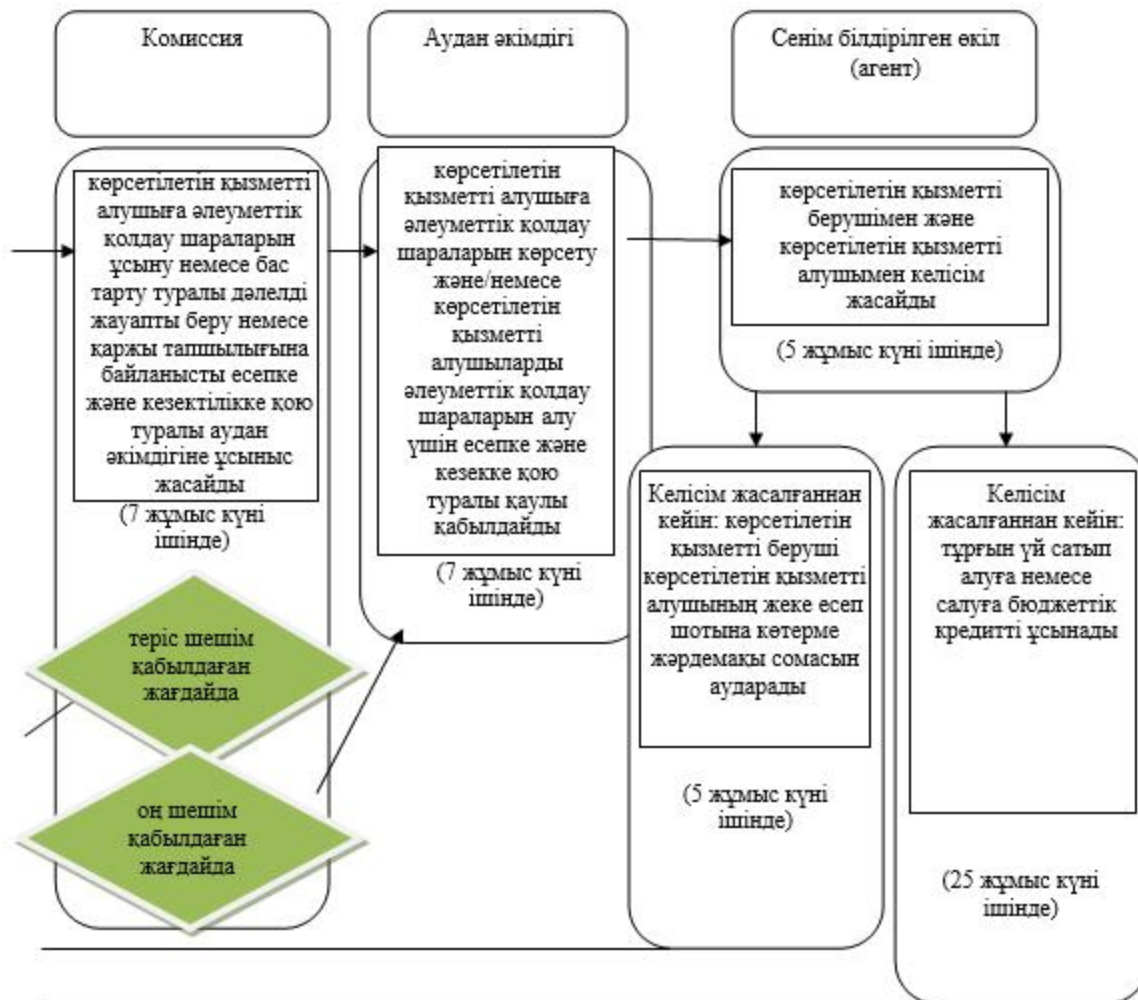 Комиссия
Аудан әкімдігі
Сенім білдірілген өкіл
(агент)
көрсетілетін қызметті
алушыға әлеуметтік
қолдау шараларын
ұсыну немесе бас
тарту туралы дәлелді
жауапты беру немесе
қаржы тапшылығына
байланысты есепке
және кезектілікке қою
туралы аудан
әкімдігіне ұсыныс
жасайды
(7 жұмыс күні
ішінде)
теріс шешім
қабылдаған
жағдайда
оң шешім
қабылдаған
жағдайда
көрсетілетін
қызметті алушыға
әлеуметтік қолдау
шараларын көрсету
және/немесе
көрсетілетін
қызметті
алушыларды
әлеуметтік қолдау
шараларын алу
үшін есепке және
кезекке қою
туралы қаулы
қабылдайды
(7 жұмыс күні
ішінде)
көрсетілетін қызметті
берушімен және
көрсетілетін қызметті
алушымен келісім
жасайды
(5 жұмыс күні ішінде)
Келісім жасалғаннан
кейін: көрсетілетін
қызметті беруші
көрсетілетін қызметті
алушының жеке есеп
шотына көтерме
жәрдемақы сомасын
аударады
(5 жұмыс күні
ішінде)
Келісім
жасалғаннан кейін:
тұрғын үй сатып
алуға немесе
салуға бюджеттік
кредитті ұсынады
(25 жұмыс күні
ішінде)